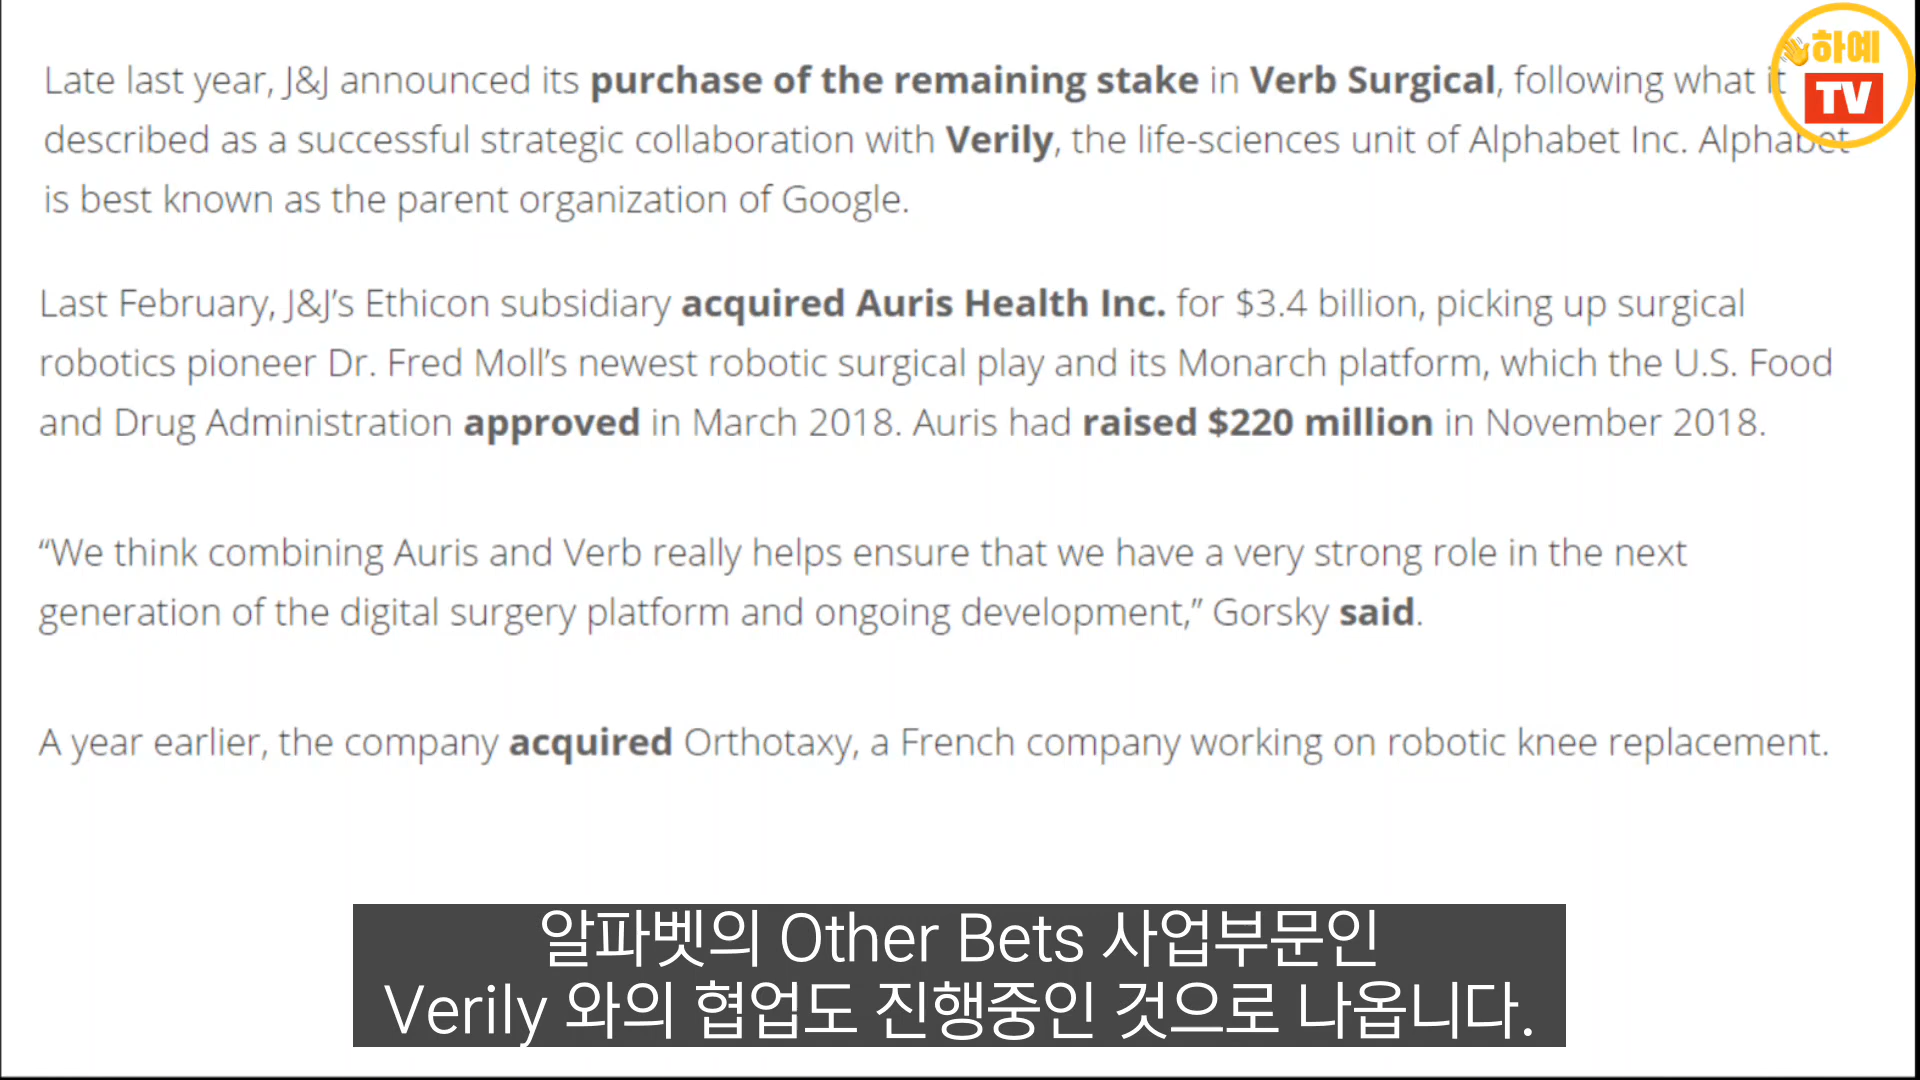 하예
TV
Late last year, J&J announced its purchase of the remaining stake in Verb Surgical, following what it
described as a successful strategic collaboration with Verily, the life-sciences unit of Alphabet Inc. Alphabet
is best known as the parent organization of Google.
Last February, J&J’s Ethicon subsidiary acquired Auris Health Inc. for $3.4 billion, picking up surgical
robotics pioneer Dr. Fred Moll’s newest robotic surgical play and its Monarch platform, which the U.S. Food
and Drug Administration approved in March 2018. Auris had raised $220 million in November 2018.
“We think combining Auris and Verb really helps ensure that we have a very strong role in the next
generation of the digital surgery platform and ongoing development,” Gorsky said.
A year earlier, the company acquired Orthotaxy, a French company working on robotic knee replacement.
알파벳의 Other Bets 사업부문인
Verily 와의 협업도 진행중인 것으로 나옵니다.